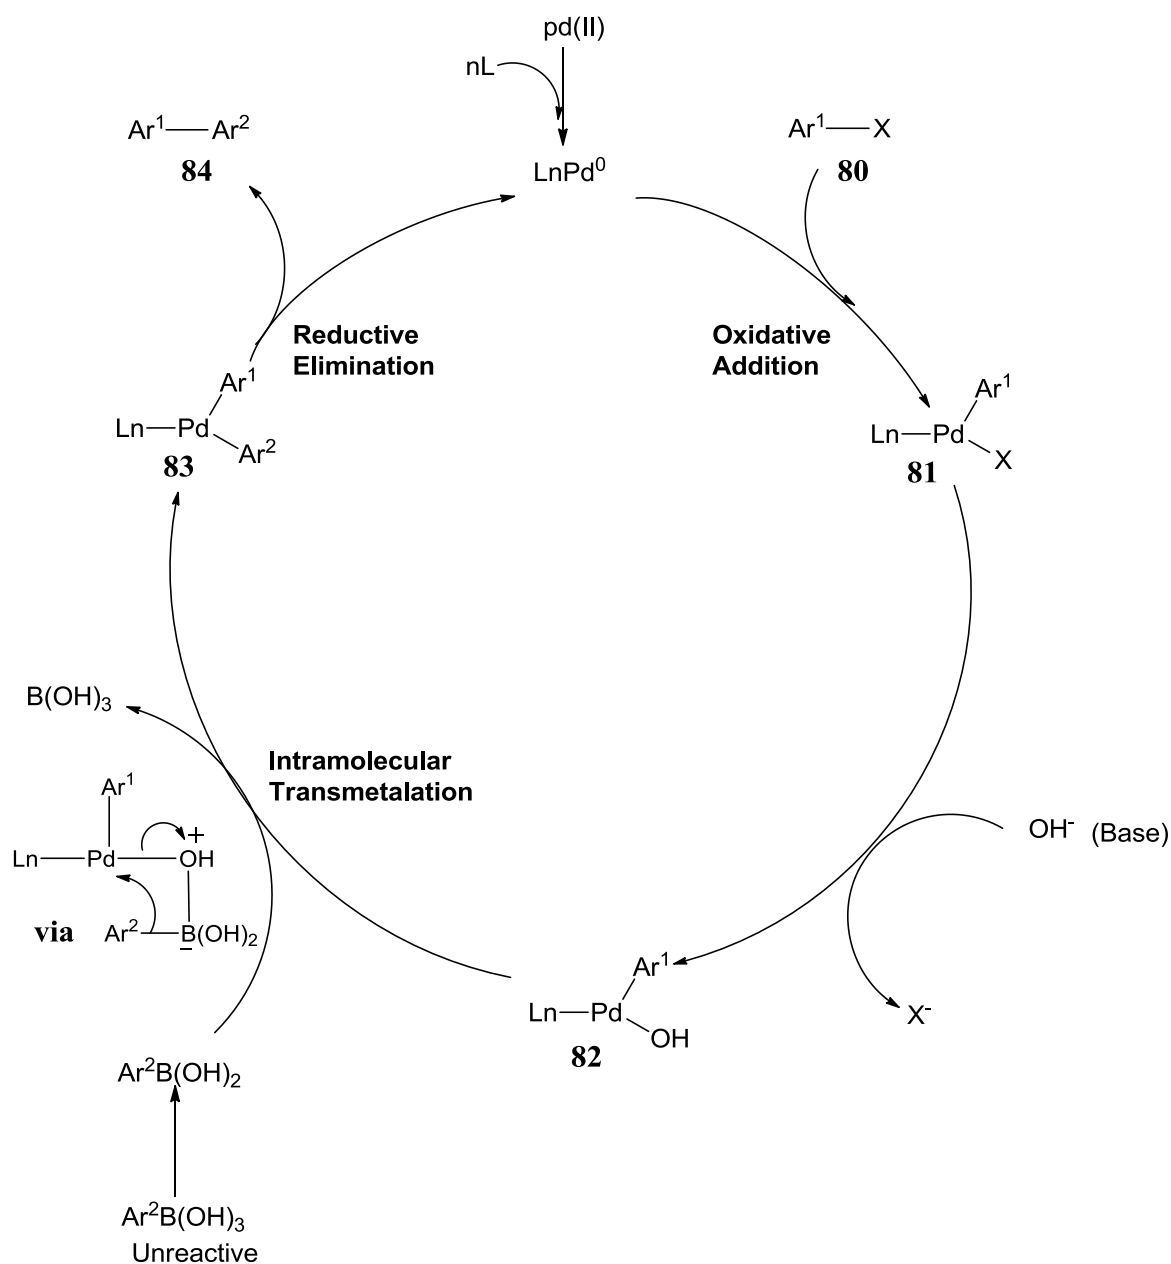 pd(II)
nL
Ar¹—Ar²
84
Ar¹—X
80
LnPd⁰
Reductive
Elimination
Oxidative
Addition
Ar¹
Ln—Pd
Ar²
83
Ar¹
Ln—Pd
X
81
B(OH)₃
Intramolecular
Transmetalation
Ar¹
+
Ln—Pd—OH
via
Ar²—B(OH)₂
−
OH⁻ (Base)
Ar¹
Ln—Pd
OH
82
X⁻
Ar²B(OH)₂
Ar²B(OH)₃
Unreactive